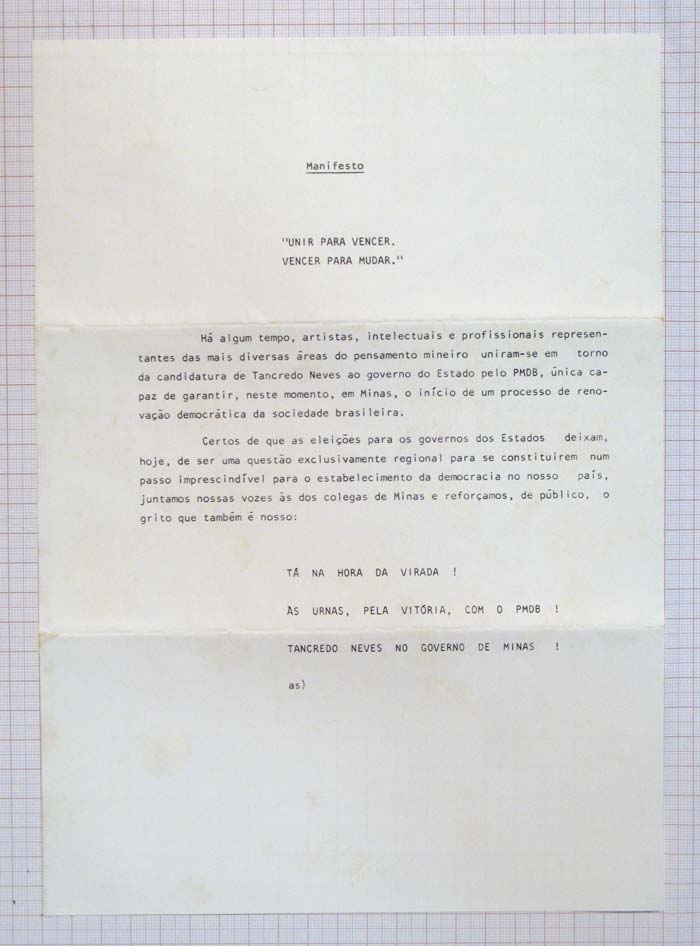 Manifesto
"UNIR PARA VENCER.
VENCER PARA MUDAR."
Há algum tempo, artistas, intelectuais e profissionais represen-
tantes das mais diversas áreas do pensamento mineiro uniram-se em torno
da candidatura de Tancredo Neves ao governo do Estado pelo PMDB, única ca-
paz de garantir, neste momento, em Minas, o início de um processo de reno-
vação democrática da sociedade brasileira.
Certos de que as eleições para os governos dos Estados deixam,
hoje, de ser uma questão exclusivamente regional para se constituirem num
passo imprescindível para o estabelecimento da democracia no nosso país,
juntamos nossas vozes às dos colegas de Minas e reforçamos, de público, o
grito que também é nosso:
TÁ NA HORA DA VIRADA !
ÀS URNAS, PELA VITÓRIA, COM O PMDB !
TANCREDO NEVES NO GOVERNO DE MINAS !
as)